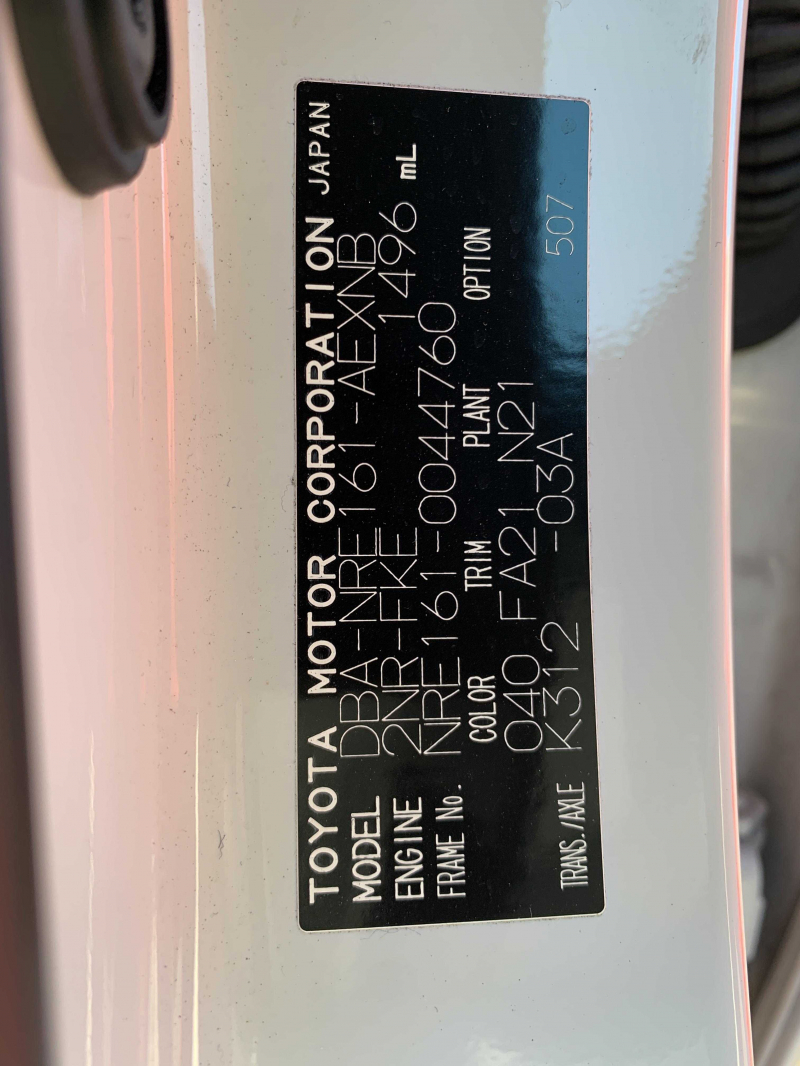 TOYOTA MOTOR CORPORATION JAPAN
MODEL DBA-NRE161-AEXNB
ENGINE 2NR-FKE 1496 mL
FRAME No. NRE161-0044760
COLOR TRIM PLANT OPTION
040 FA21 N21
TRANS./AXLE K312 -03A 507